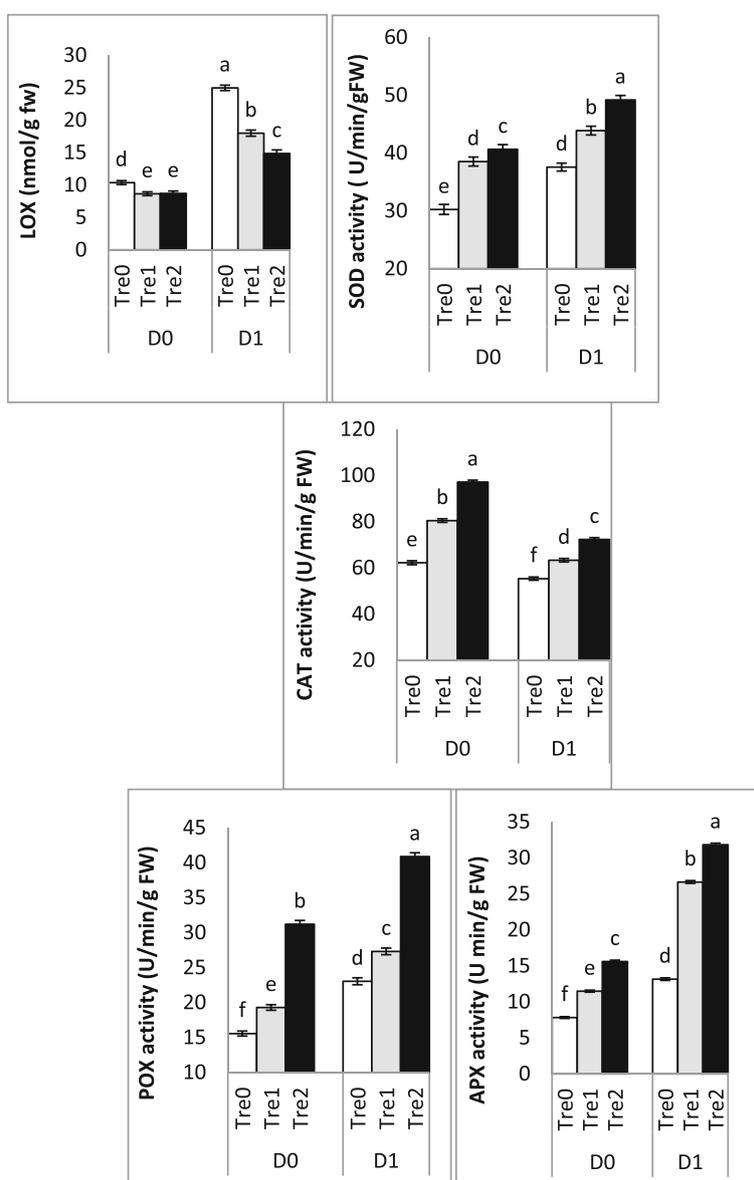 LOX (nmol/g fw)
30
25
20
15
10
5
0
d
e
e
a
b
c
Tre0
Tre1
Tre2
Tre0
Tre1
Tre2
D0
D1
SOD activity ( U/min/gFW)
60
50
40
30
20
e
d
c
d
b
a
Tre0
Tre1
Tre2
Tre0
Tre1
Tre2
D0
D1
CAT activity (U/min/g FW)
120
100
80
60
40
20
e
b
a
f
d
c
Tre0
Tre1
Tre2
Tre0
Tre1
Tre2
D0
D1
POX activity (U/min/g FW)
45
40
35
30
25
20
15
10
f
e
b
d
c
a
Tre0
Tre1
Tre2
Tre0
Tre1
Tre2
D0
D1
APX activity (U min/g FW)
35
30
25
20
15
10
5
0
f
e
c
d
b
a
Tre0
Tre1
Tre2
Tre0
Tre1
Tre2
D0
D1